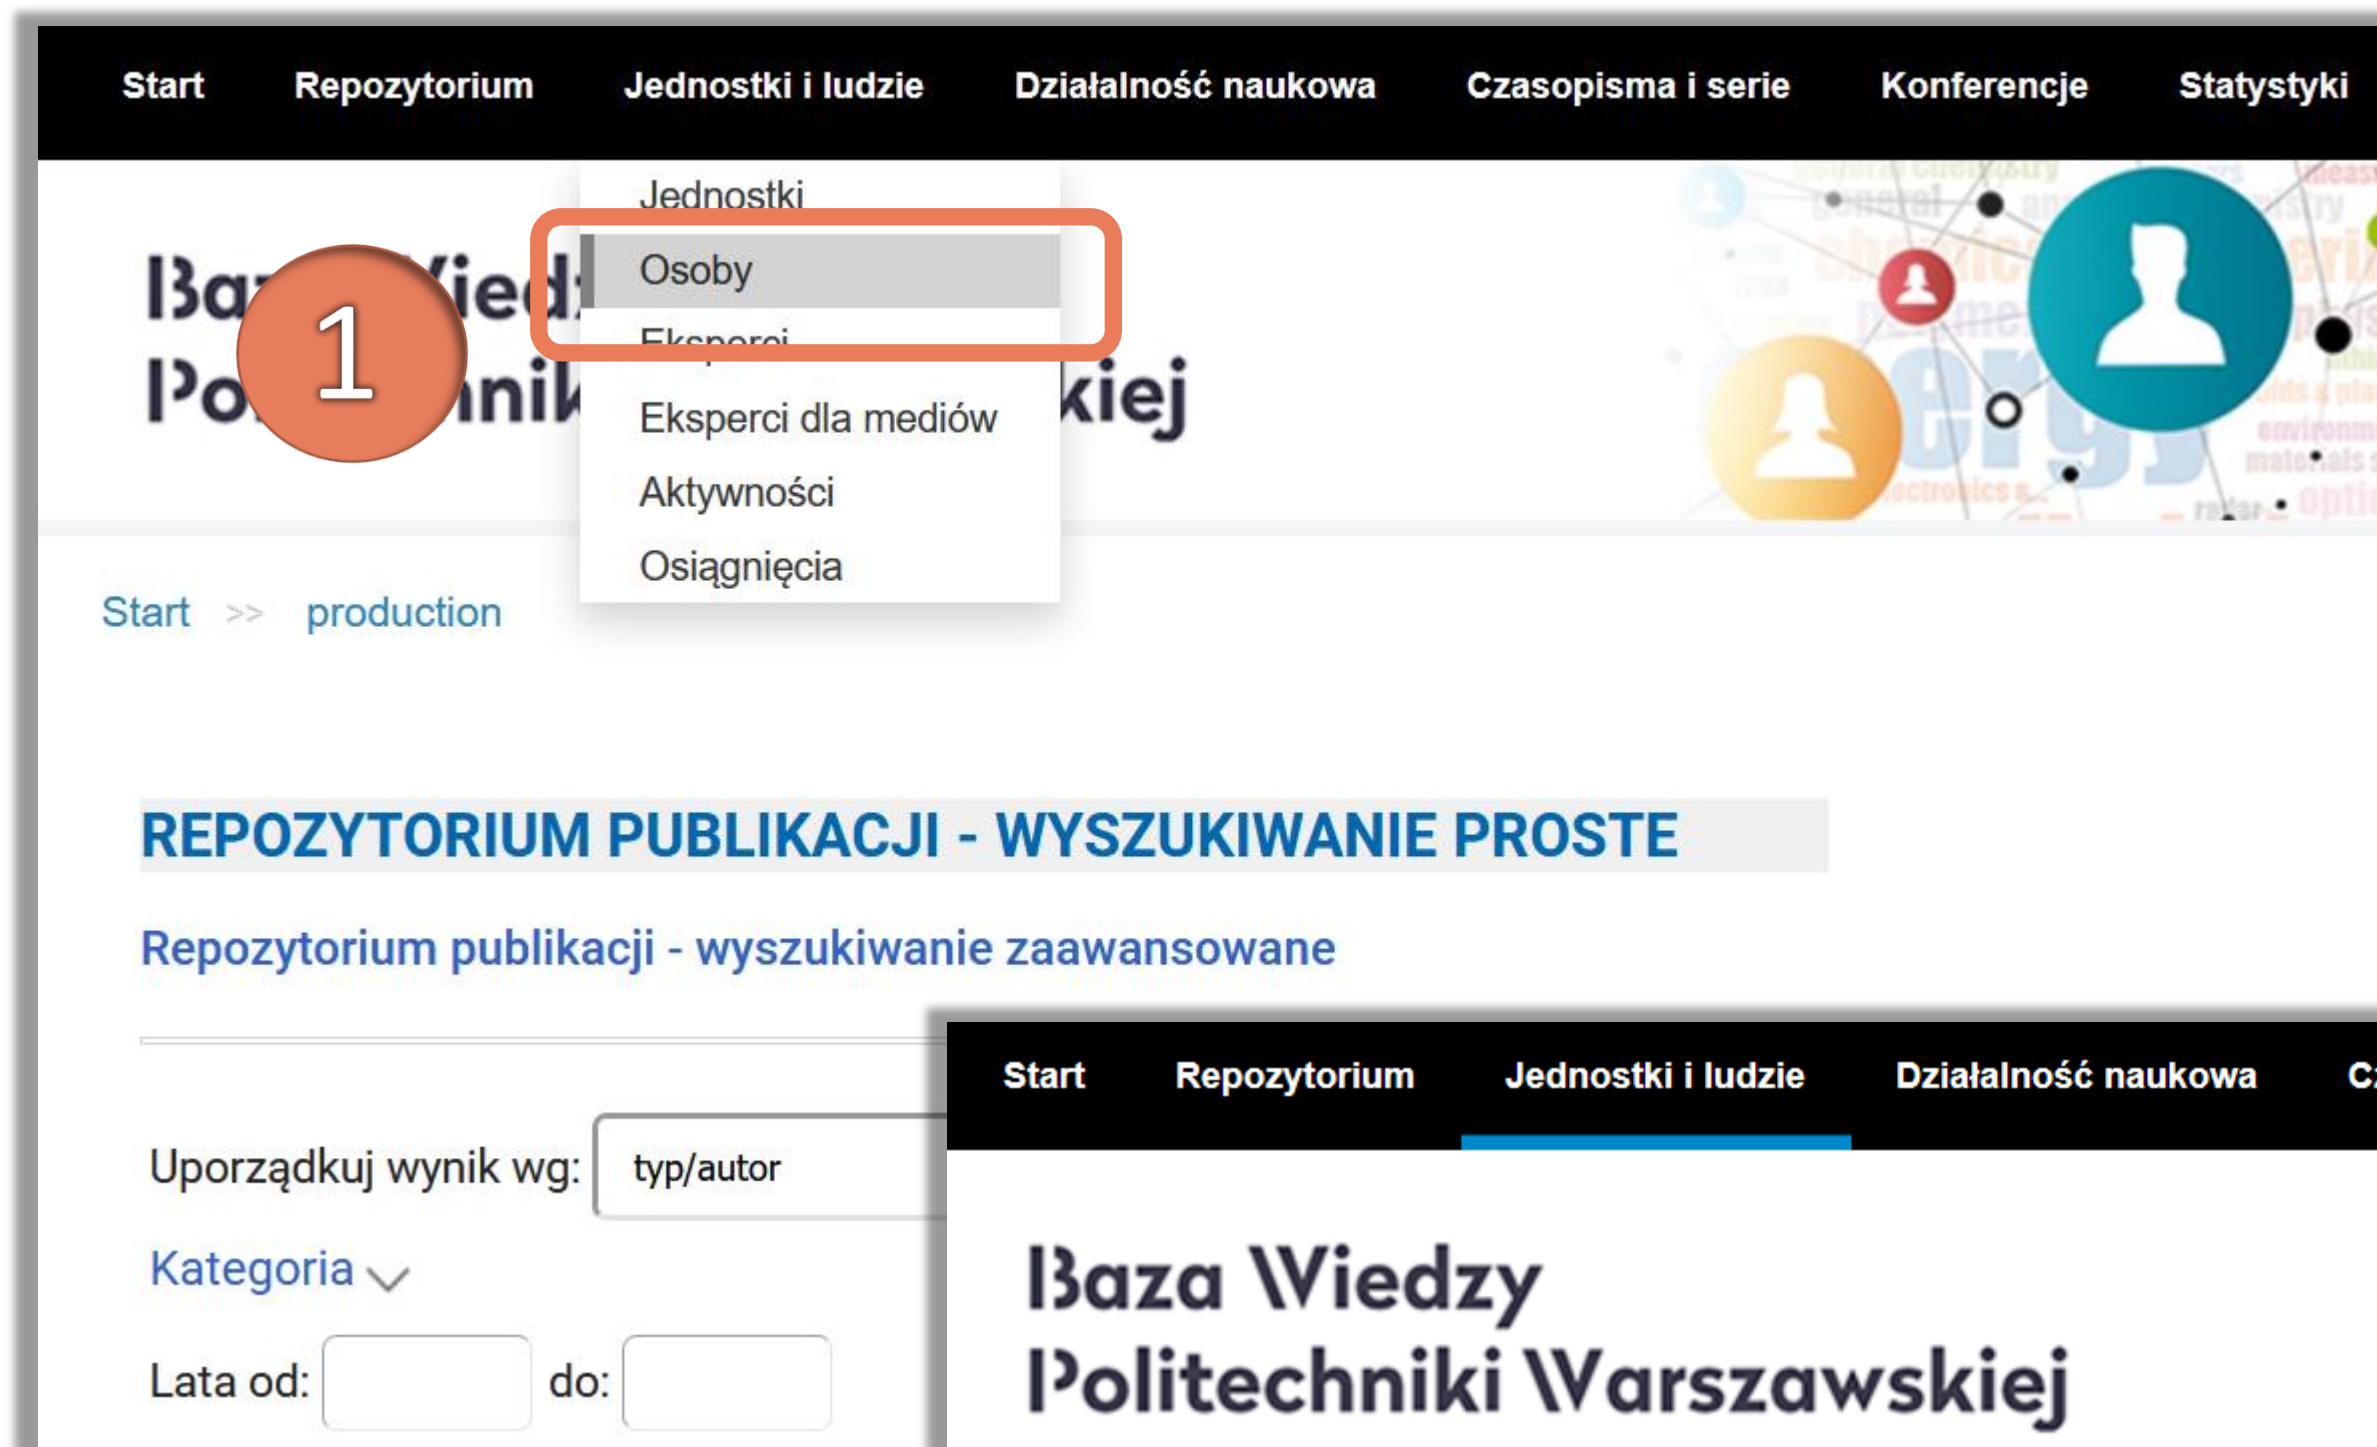 Start Repozytorium Jednostki i ludzie Działalność naukowa Czasopisma i serie Konferencje Statystyki
Jednostki
Osoby
Eksperci
Eksperci dla mediów
Aktywności
Osiągnięcia
1
kiej
Start >> production
REPOZYTORIUM PUBLIKACJI - WYSZUKIWANIE PROSTE
Repozytorium publikacji - wyszukiwanie zaawansowane
Uporządkuj wynik wg: typ/autor
Kategoria
Lata od: do:
Start Repozytorium Jednostki i ludzie Działalność naukowa
Baza Wiedzy
Politechniki Warszawskiej